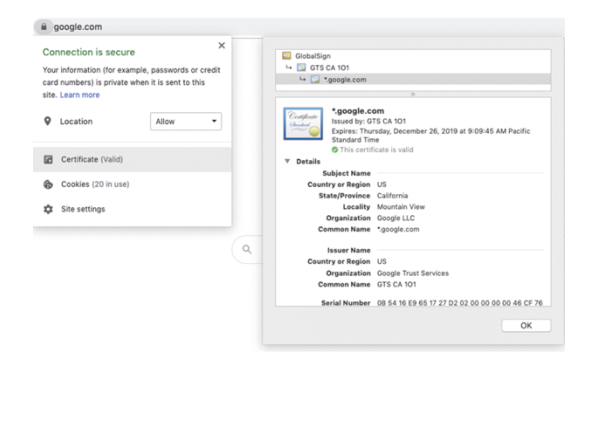 google.com
Connection is secure
Your information (for example, passwords or credit
card numbers) is private when it is sent to this
site. Learn more
Location
Allow
Certificate (Valid)
Cookies (20 in use)
Site settings
GlobalSign
GTS CA 1O1
*.google.com
Certificate
Standard
*.google.com
Issued by: GTS CA 1O1
Expires: Thursday, December 26, 2019 at 9:09:45 AM Pacific
Standard Time
This certificate is valid
Details
Subject Name
Country or Region US
State/Province California
Locality Mountain View
Organization Google LLC
Common Name *.google.com
Issuer Name
Country or Region US
Organization Google Trust Services
Common Name GTS CA 1O1
Serial Number 08 54 16 E9 65 17 27 D2 02 00 00 00 00 46 CF 76
OK